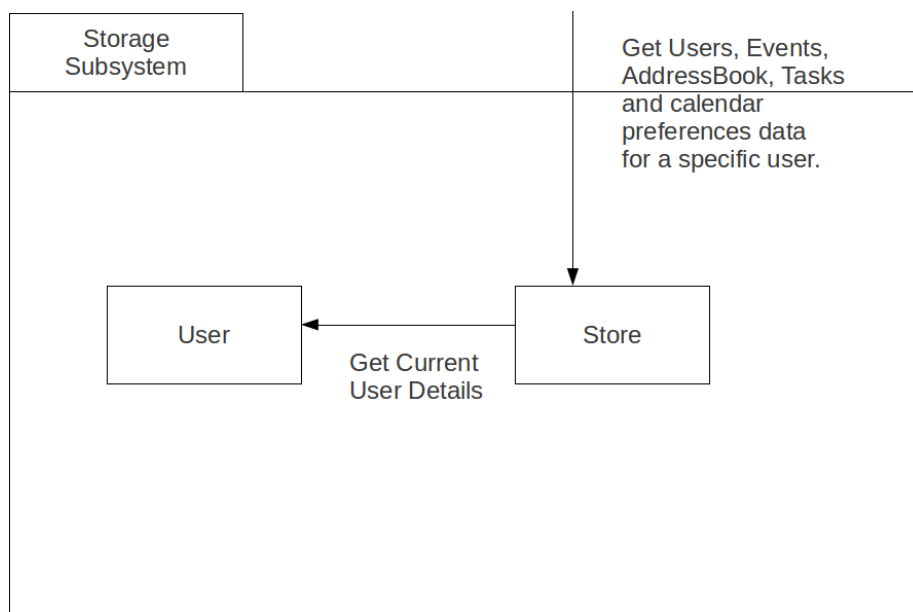 Storage
Subsystem
Get Users, Events,
AddressBook, Tasks
and calendar
preferences data
for a specific user.
User
Store
Get Current
User Details